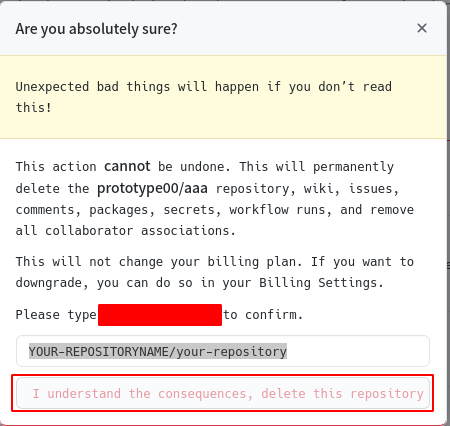 Are you absolutely sure?
Unexpected bad things will happen if you don’t read
this!
This action cannot be undone. This will permanently
delete the prototype00/aaa repository, wiki, issues,
comments, packages, secrets, workflow runs, and remove
all collaborator associations.
This will not change your billing plan. If you want to
downgrade, you can do so in your Billing Settings.
Please type to confirm.
YOUR-REPOSITORYNAME/your-repository
I understand the consequences, delete this repository